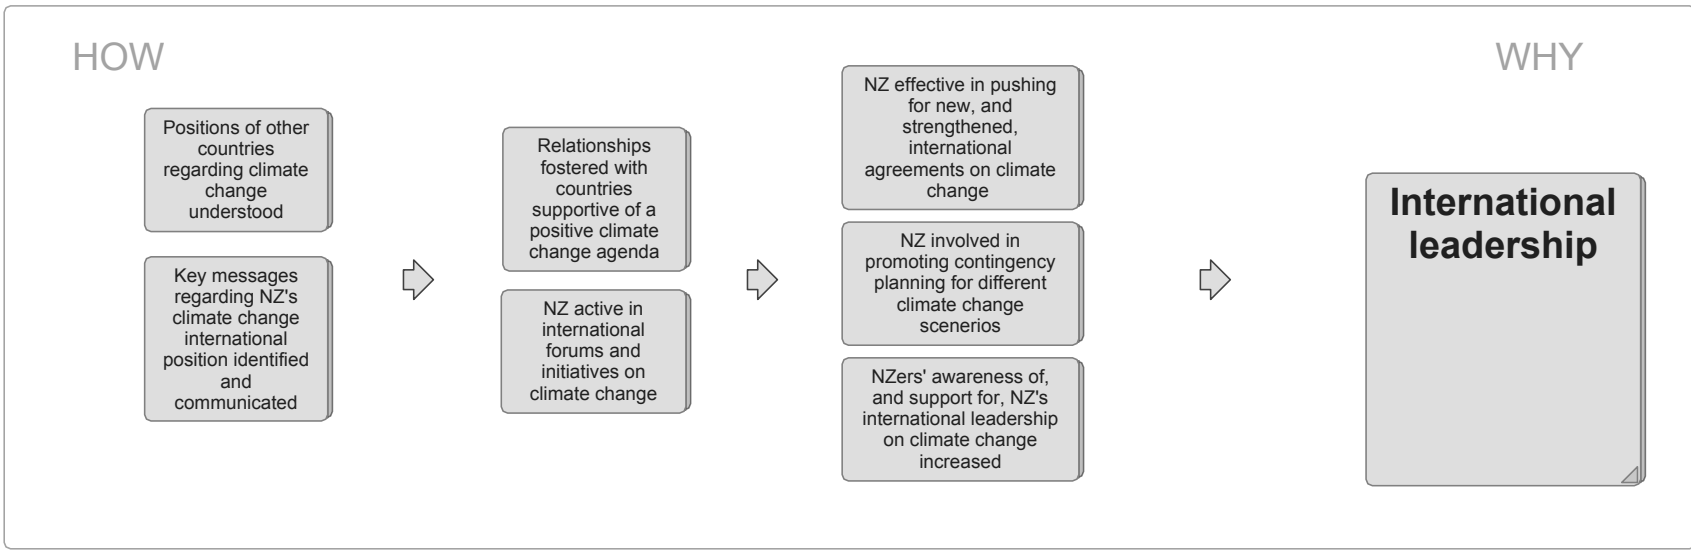 HOW
WHY
Positions of other
countries
regarding climate
change
understood
Key messages
regarding NZ's
climate change
international
position identified
and
communicated
Relationships
fostered with
countries
supportive of a
positive climate
change agenda
NZ active in
international
forums and
initiatives on
climate change
NZ effective in pushing
for new, and
strengthened,
international
agreements on climate
change
NZ involved in
promoting contingency
planning for different
climate change
scenerios
NZers' awareness of,
and support for, NZ's
international leadership
on climate change
increased
International
leadership